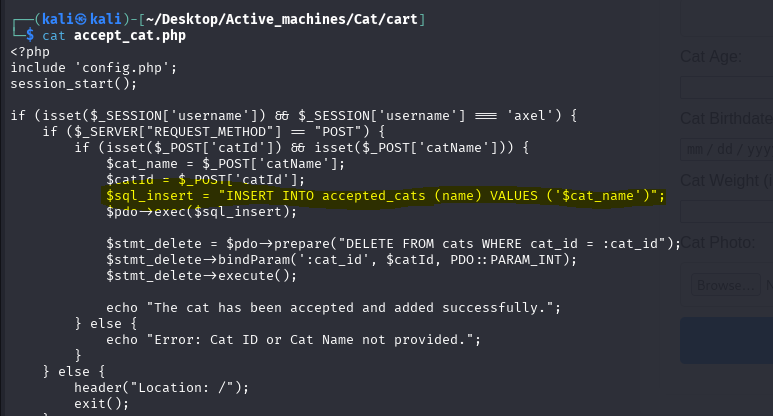 ┌──(kali㉿kali)-[~/Desktop/Active_machines/Cat/cart]
└─$ cat accept_cat.php
<?php
include 'config.php';
session_start();

if (isset($_SESSION['username']) && $_SESSION['username'] === 'axel') {
    if ($_SERVER["REQUEST_METHOD"] == "POST") {
        if (isset($_POST['catId']) && isset($_POST['catName'])) {
            $cat_name = $_POST['catName'];
            $catId = $_POST['catId'];
            $sql_insert = "INSERT INTO accepted_cats (name) VALUES ('$cat_name')";
            $pdo->exec($sql_insert);

            $stmt_delete = $pdo->prepare("DELETE FROM cats WHERE cat_id = :cat_id");
            $stmt_delete->bindParam(':cat_id', $catId, PDO::PARAM_INT);
            $stmt_delete->execute();

            echo "The cat has been accepted and added successfully.";
        } else {
            echo "Error: Cat ID or Cat Name not provided.";
        }
    } else {
        header("Location: /");
        exit();
Cat Age:
Cat Birthdate
mm/dd/yyy
Cat Weight (i
Cat Photo:
Browse...